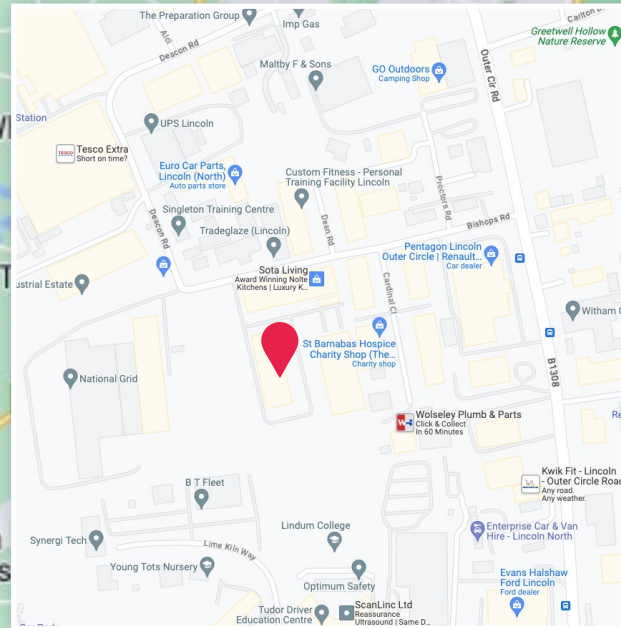 The Preparation Group
Imp Gas
Carlton B
Greetwell Hollow
Nature Reserve
Deacon Rd
Maltby F & Sons
GO Outdoors
Camping Shop
Outer Cir Rd
Station
UPS Lincoln
Tesco Extra
Short on time?
TESCO
Euro Car Parts,
Lincoln (North)
Auto parts store
Custom Fitness - Personal
Training Facility Lincoln
Proctors Rd
Singleton Training Centre
Deacon Rd
Dean Rd
Bishops Rd
Tradeglaze (Lincoln)
Pentagon Lincoln
Outer Circle | Renault...
Car dealer
Sota Living
Award Winning Nolte
Kitchens | Luxury K...
Cardinal Cl
ustrial Estate
Witham
St Barnabas Hospice
Charity Shop (The...
Charity shop
B1308
National Grid
Wolseley Plumb & Parts
Click & Collect
In 60 Minutes
Re
Kwik Fit - Lincoln
- Outer Circle Road
Any road.
Any weather.
B T Fleet
Lindum College
Enterprise Car & Van
Hire - Lincoln North
Synergi Tech
Lime Kiln Way
Young Tots Nursery
Optimum Safety
Evans Halshaw
Ford Lincoln
Ford dealer
ScanLinc Ltd
Reassurance
Ultrasound | Same D...
Tudor Driver
Education Centre